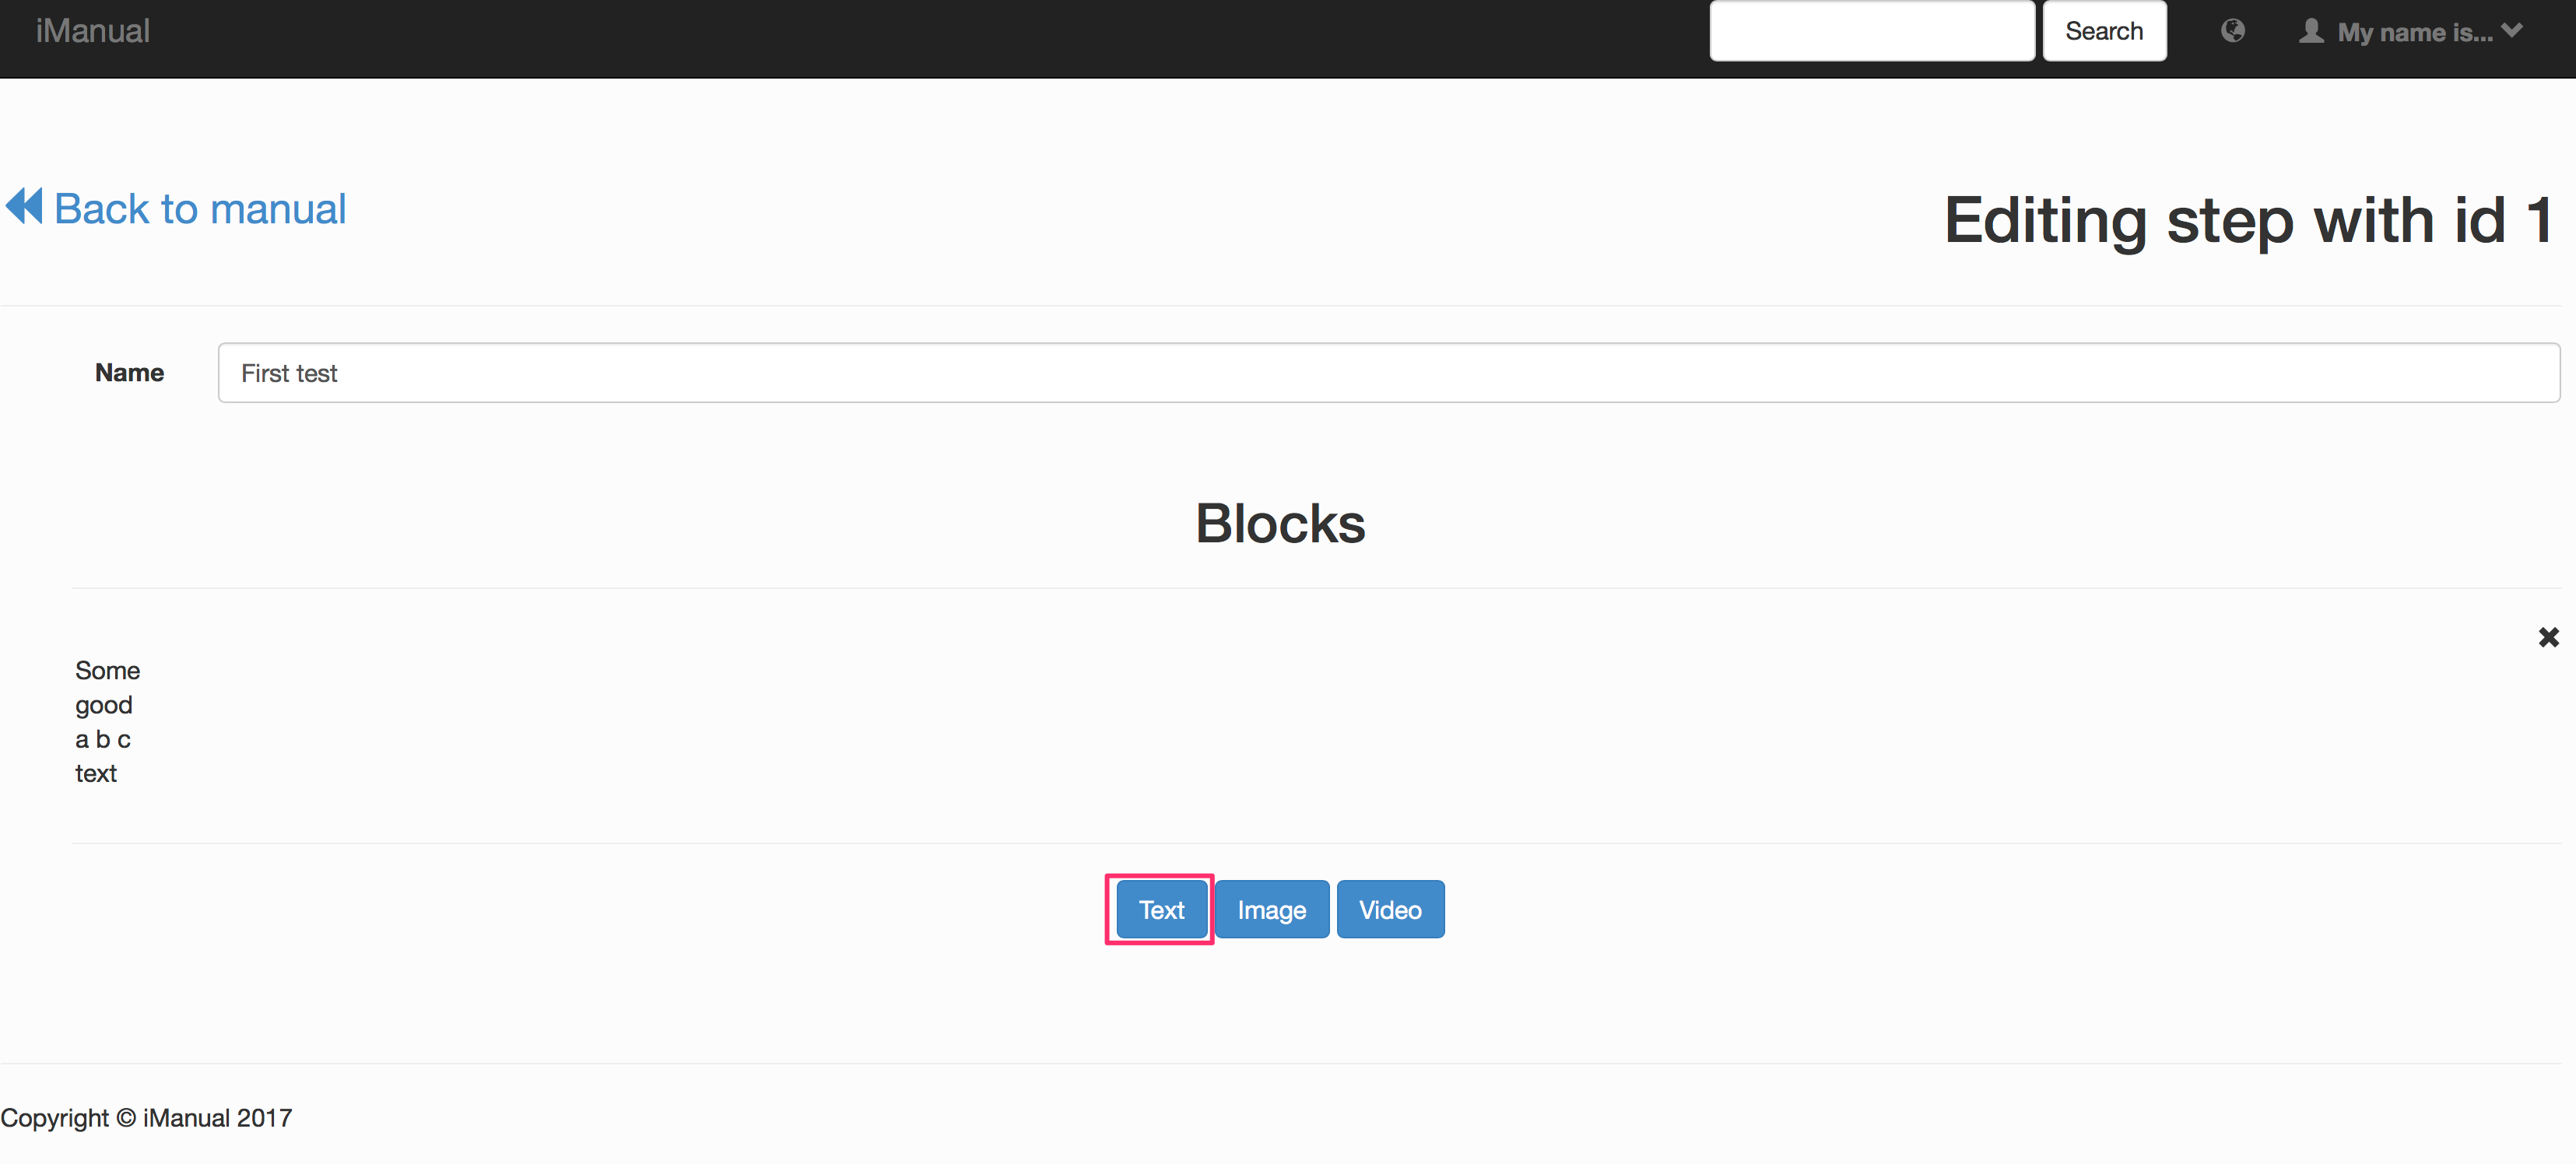 iManual
Search
My name is...
Back to manual
Editing step with id 1
Name
First test
Blocks
Some
good
a b c
text
Text
Image
Video
Copyright © iManual 2017